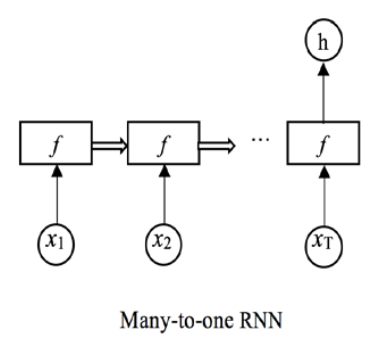 h
f f ... f
x1 x2 xT
Many-to-one RNN